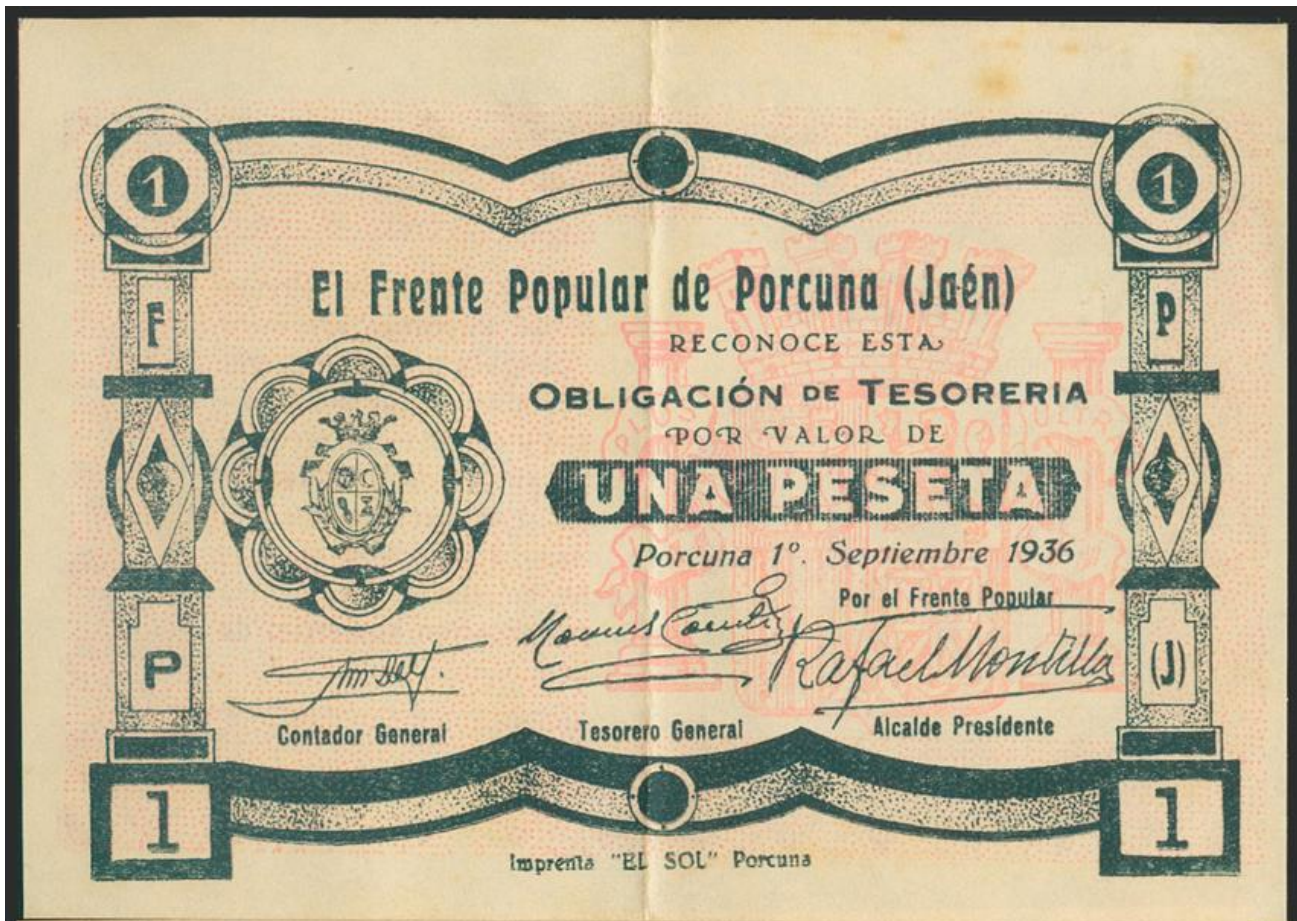 1
1
El Frente Popular de Porcuna (Jaén)
F
P
RECONOCE ESTA
OBLIGACIÓN DE TESORERIA
POR VALOR DE
UNA PESETA
Porcuna 1º. Septiembre 1936
Por el Frente Popular
Rafael Montilla
P
(J)
Contador General
Tesorero General
Alcalde Presidente
1
1
Imprenta "EL SOL" Porcuna